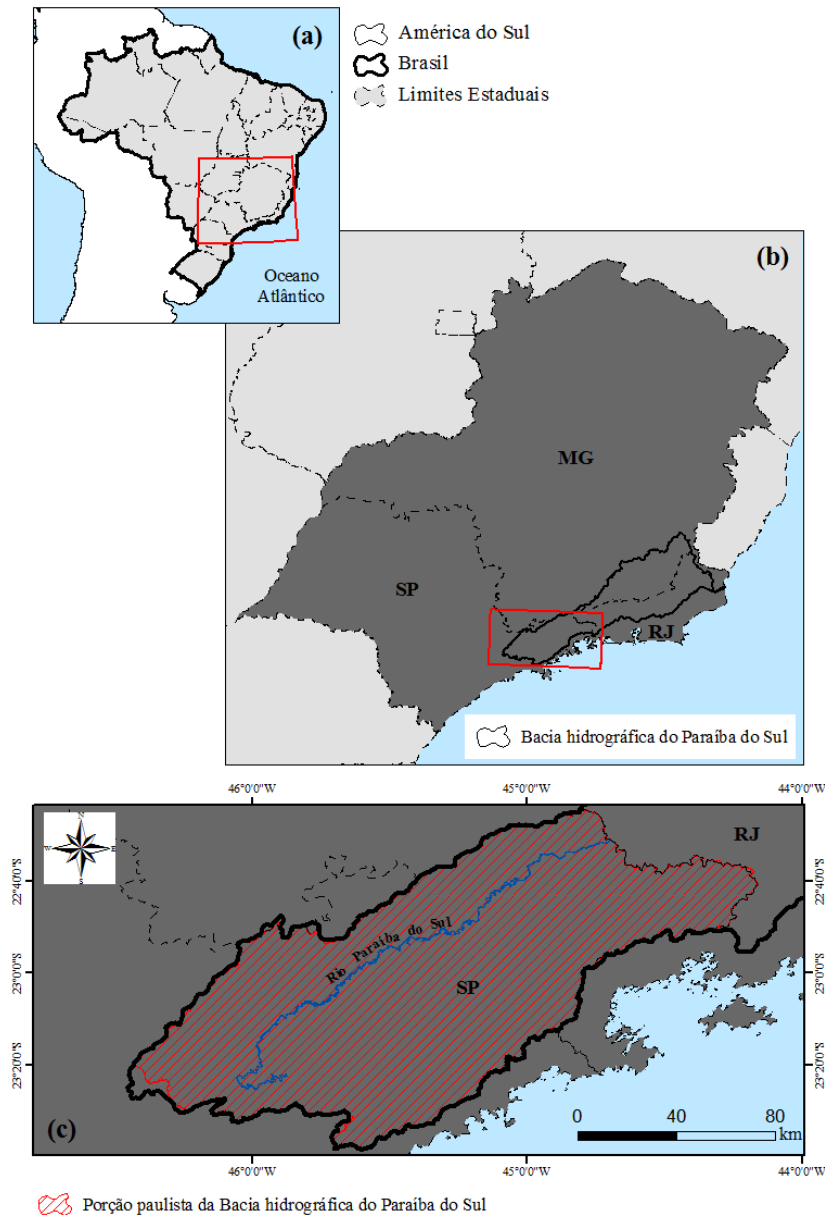 (a)
América do Sul
Brasil
Limites Estaduais
Oceano
Atlântico
(b)
MG
SP
RJ
Bacia hidrográfica do Paraíba do Sul
46°0'0"W
45°0'0"W
44°0'0"W
N
W
E
S
RJ
22°40'0"S
22°40'0"S
Rio Paraíba do Sul
23°0'0"S
23°0'0"S
SP
23°20'0"S
23°20'0"S
0
40
80
km
(c)
46°0'0"W
45°0'0"W
44°0'0"W
Porção paulista da Bacia hidrográfica do Paraíba do Sul